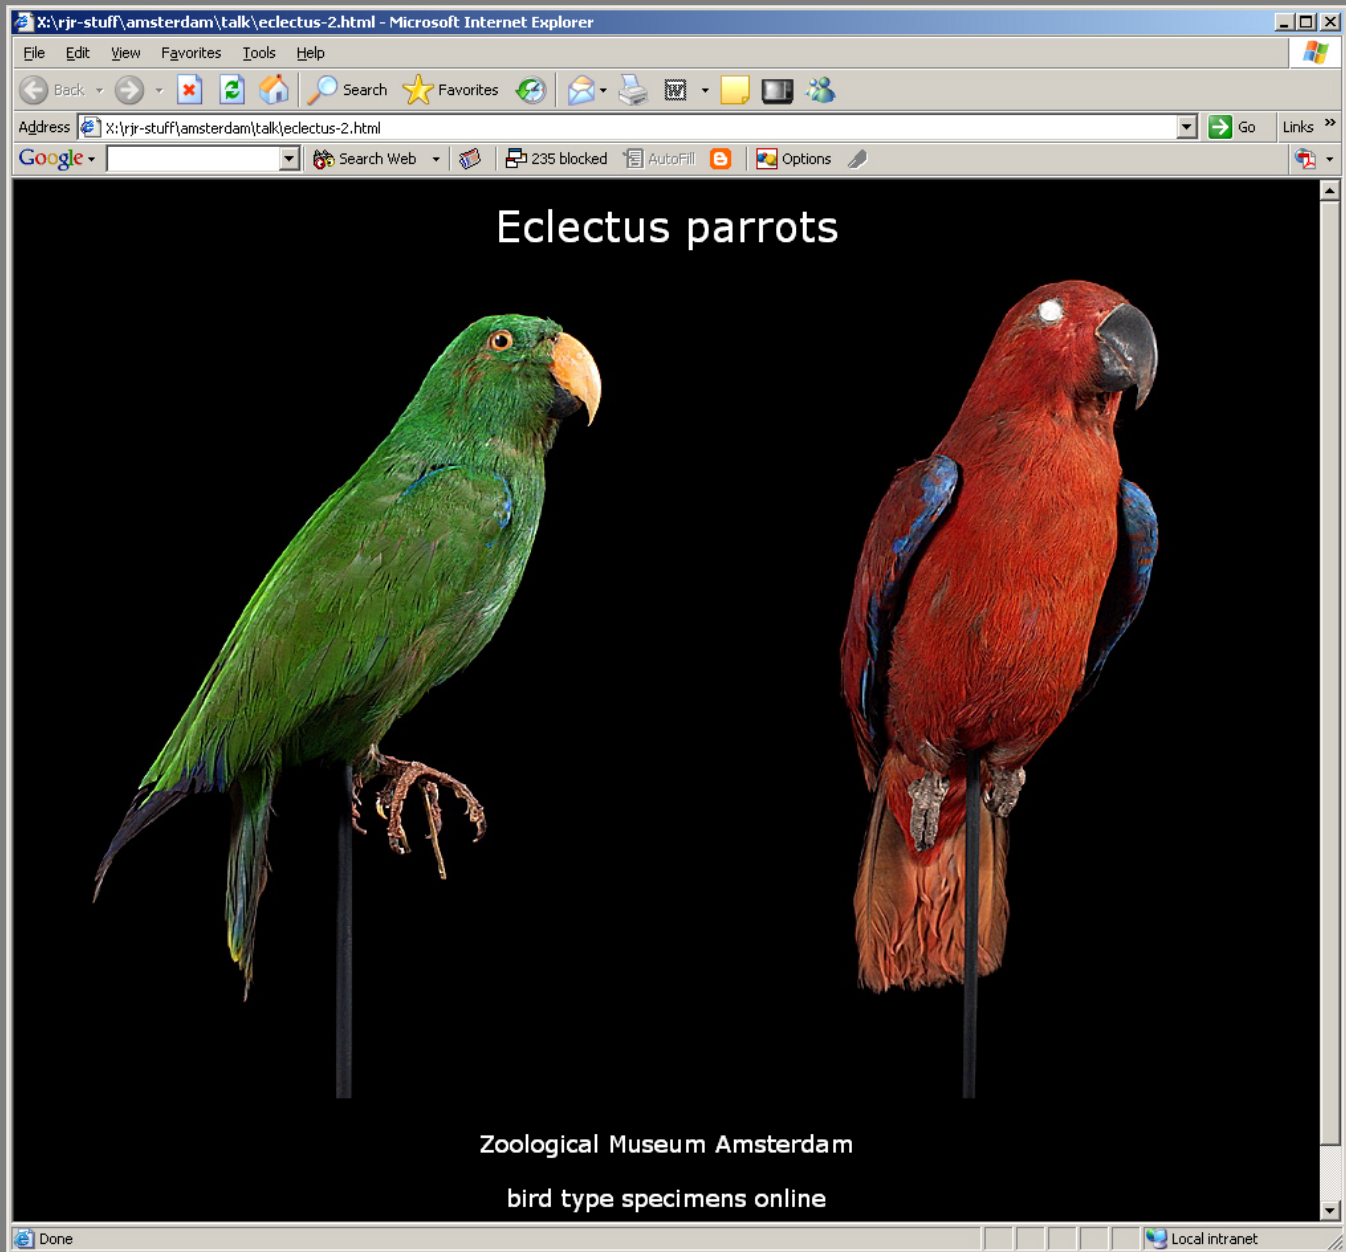 X:\rjr-stuff\amsterdam\talk\eclectus-2.html - Microsoft Internet Explorer
File Edit View Favorites Tools Help
Back Search Favorites W
Address X:\rjr-stuff\amsterdam\talk\eclectus-2.html Go Links »
Google Search Web 235 blocked AutoFill Options
Eclectus parrots
Zoological Museum Amsterdam
bird type specimens online
Done Local intranet